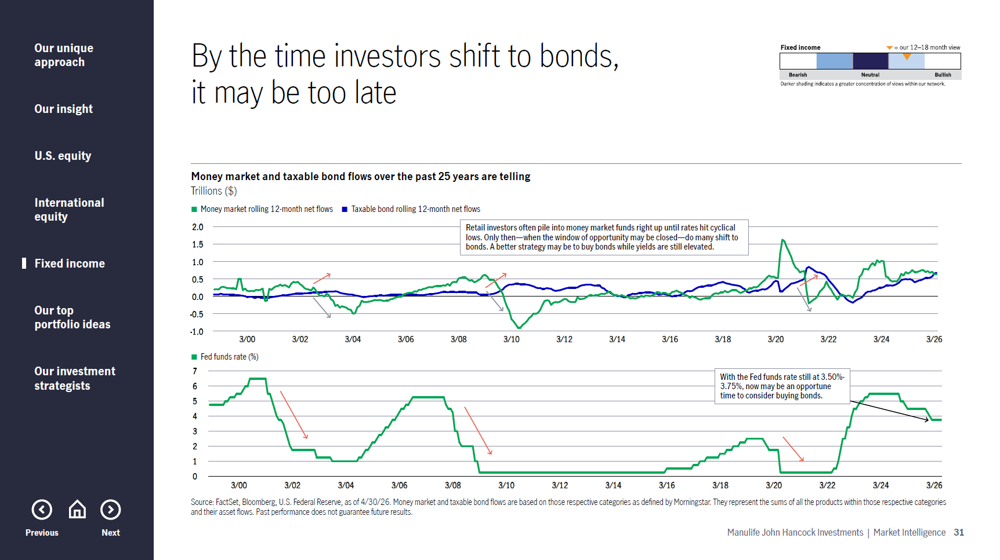 Our unique
approach
Our insight
U.S. equity
International
equity
Fixed income
Our top
portfolio ideas
Our investment
strategists
Previous
Next
By the time investors shift to bonds,
it may be too late
Fixed income
= our 12–18 month view
Bearish
Neutral
Bullish
Darker shading indicates a greater concentration of views within our network.
Money market and taxable bond flows over the past 25 years are telling
Trillions ($)
Money market rolling 12-month net flows
Taxable bond rolling 12-month net flows
Retail investors often pile into money market funds right up until rates hit cyclical
lows. Only then—when the window of opportunity may be closed—do many shift to
bonds. A better strategy may be to buy bonds while yields are still elevated.
2.0
1.5
1.0
0.5
0.0
-0.5
-1.0
3/00 3/02 3/04 3/06 3/08 3/10 3/12 3/14 3/16 3/18 3/20 3/22 3/24 3/26
Fed funds rate (%)
With the Fed funds rate still at 3.50%-
3.75%, now may be an opportune
time to consider buying bonds.
7
6
5
4
3
2
1
0
3/00 3/02 3/04 3/06 3/08 3/10 3/12 3/14 3/16 3/18 3/20 3/22 3/24 3/26
Source: FactSet, Bloomberg, U.S. Federal Reserve, as of 4/30/26. Money market and taxable bond flows are based on those respective categories as defined by Morningstar. They represent the sums of all the products within those respective categories
and their asset flows. Past performance does not guarantee future results.
Manulife John Hancock Investments | Market Intelligence 31